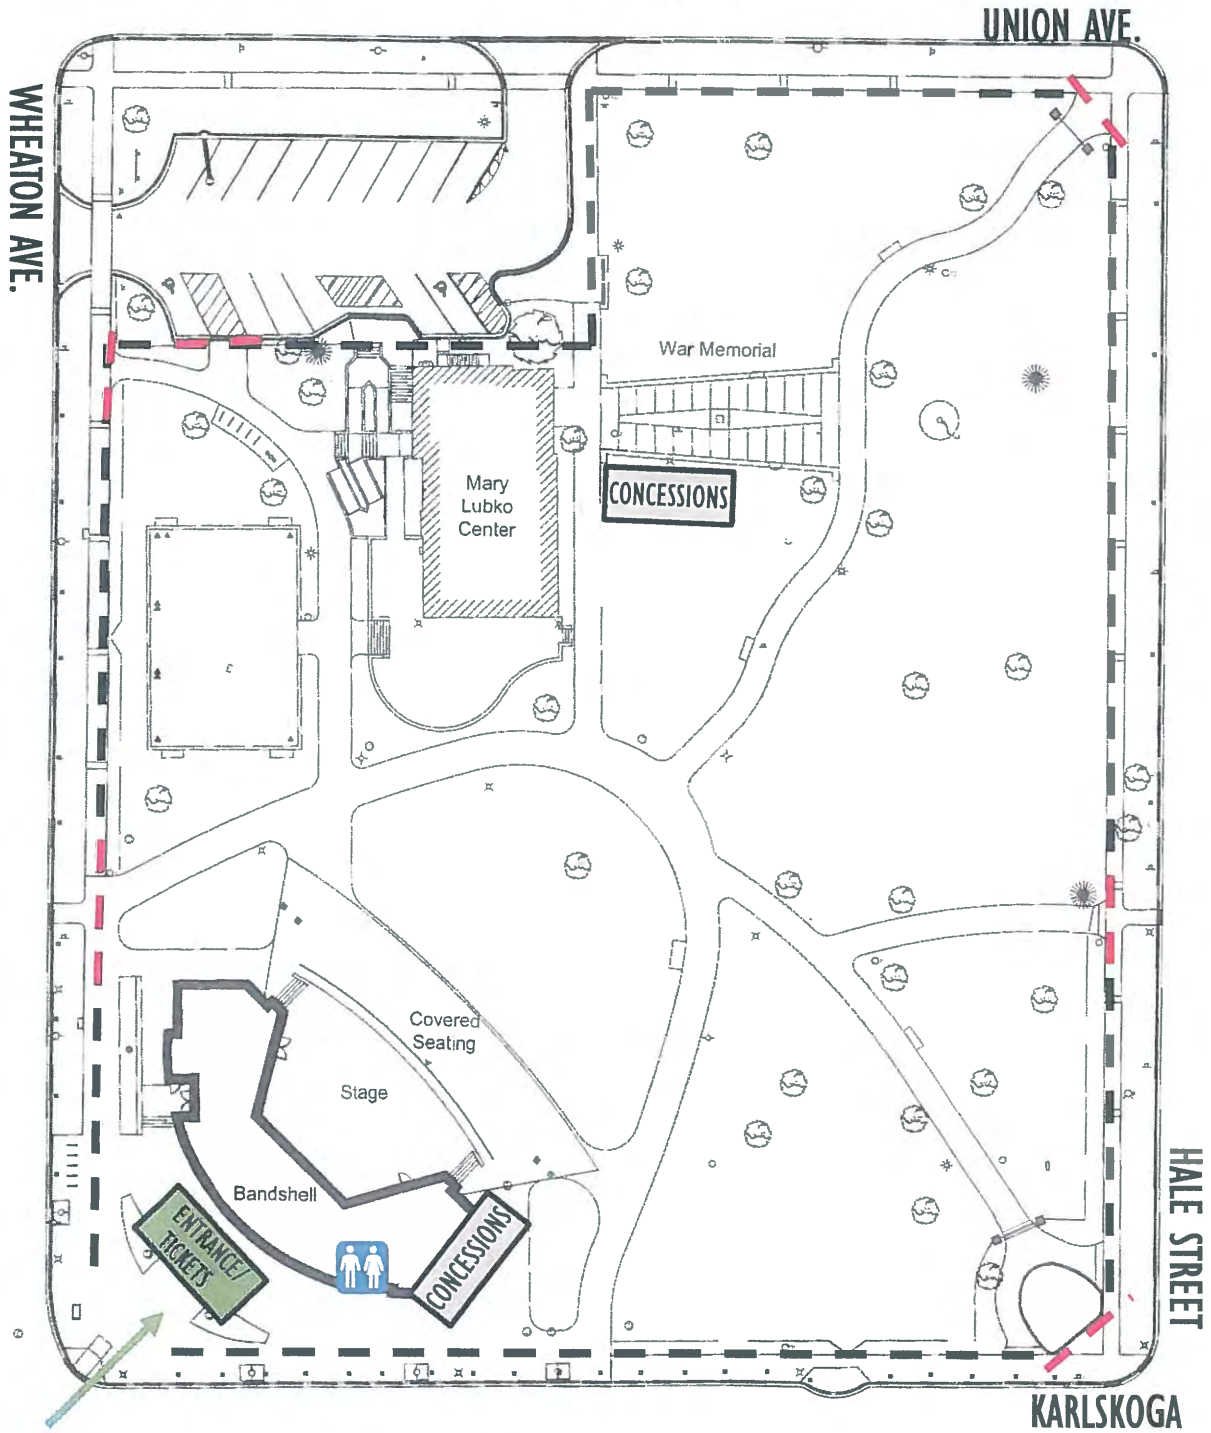 UNION AVE.
WHEATON AVE.
War Memorial
CONCESSIONS
Mary
Lubko
Center
Covered
Seating
Stage
Bandshell
ENTRANCE/
TICKETS
CONCESSIONS
HALE STREET
KARLSKOGA